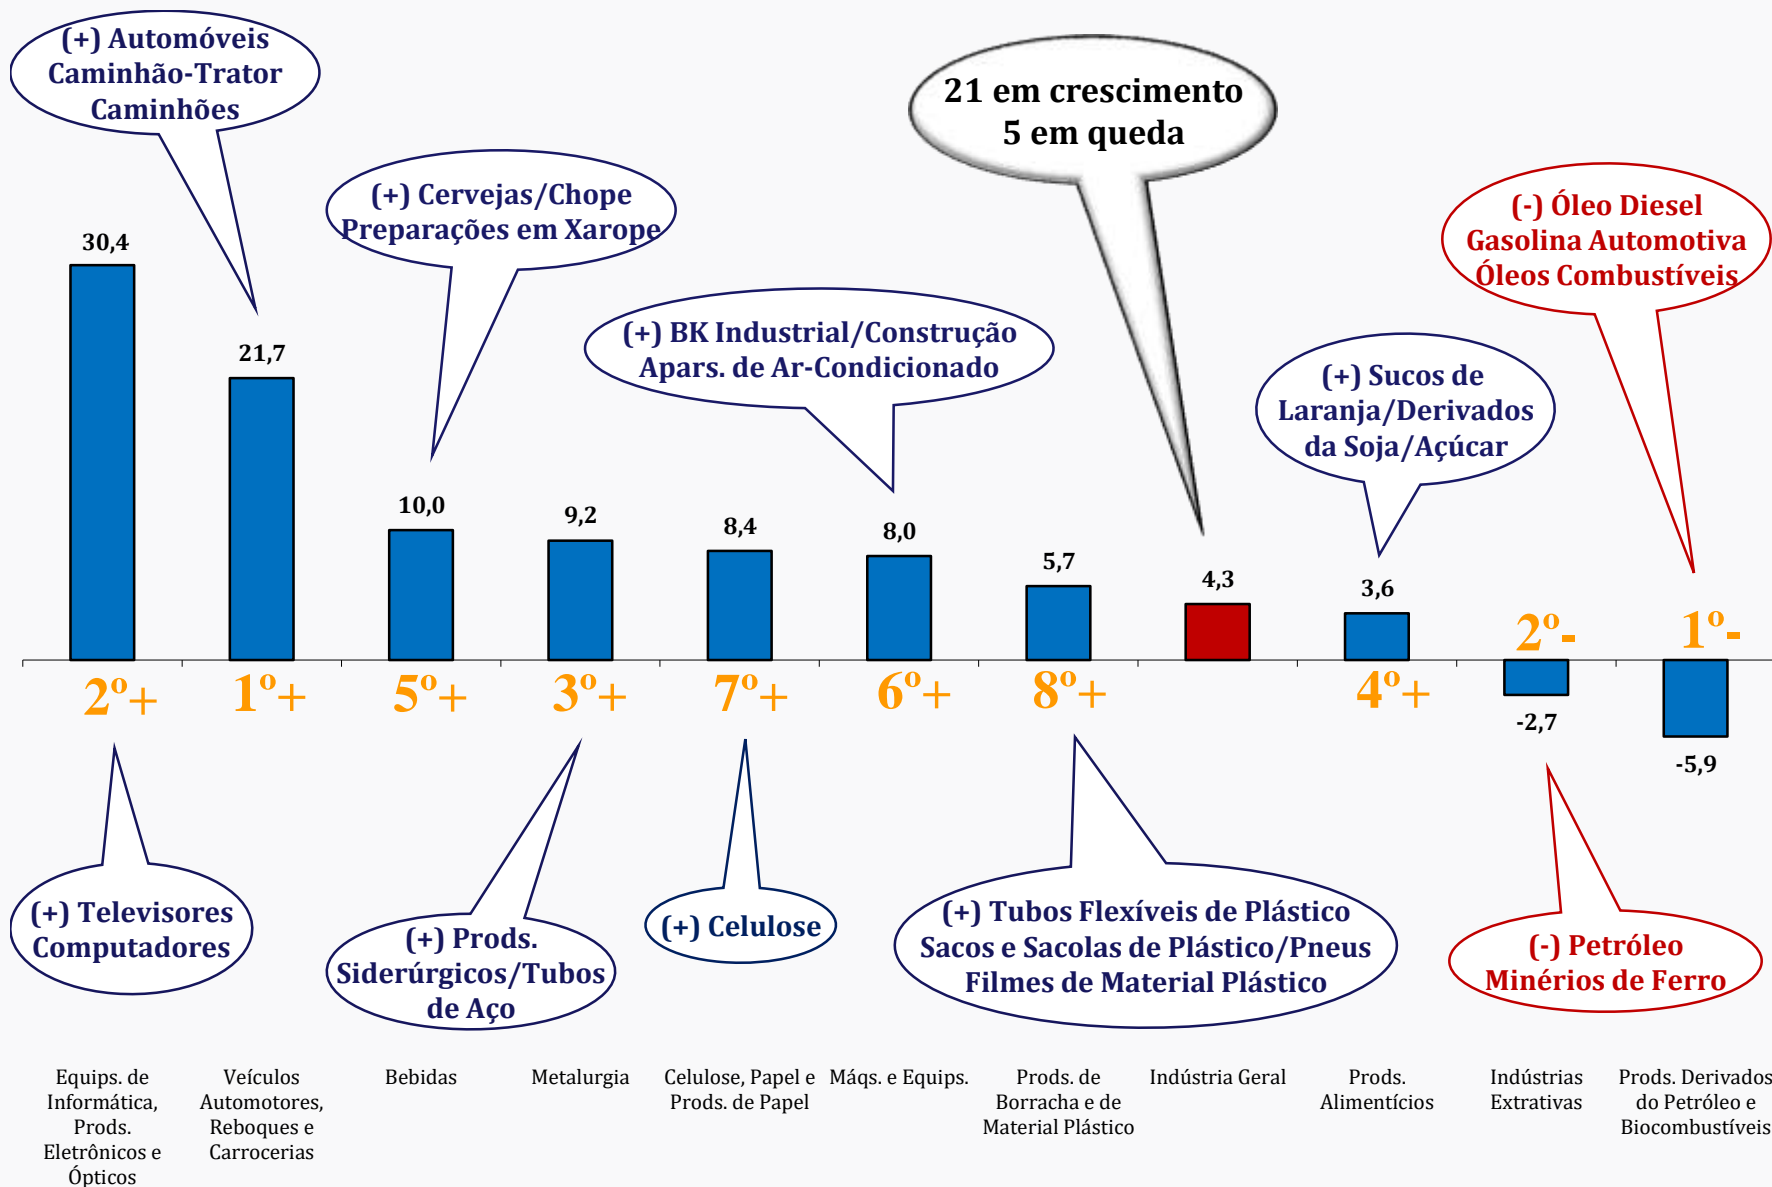 (+) Automóveis
Caminhão-Trator
Caminhões
21 em crescimento
5 em queda
(+) Cervejas/Chope
Preparações em Xarope
(-) Óleo Diesel
Gasolina Automotiva
Óleos Combustíveis
(+) BK Industrial/Construção
Apars. de Ar-Condicionado
(+) Sucos de
Laranja/Derivados
da Soja/Açúcar
30,4
21,7
10,0
9,2
8,4
8,0
5,7
4,3
3,6
2º-
1º-
2º+
1º+
5º+
3º+
7º+
6º+
8º+
4º+
-2,7
-5,9
(+) Televisores
Computadores
(+) Prods.
Siderúrgicos/Tubos
de Aço
(+) Celulose
(+) Tubos Flexíveis de Plástico
Sacos e Sacolas de Plástico/Pneus
Filmes de Material Plástico
(-) Petróleo
Minérios de Ferro
Equips. de
Informática,
Prods.
Eletrônicos e
Ópticos
Veículos
Automotores,
Reboques e
Carrocerias
Bebidas
Metalurgia
Celulose, Papel e
Prods. de Papel
Máqs. e Equips.
Prods. de
Borracha e de
Material Plástico
Indústria Geral
Prods.
Alimentícios
Indústrias
Extrativas
Prods. Derivados
do Petróleo e
Biocombustíveis